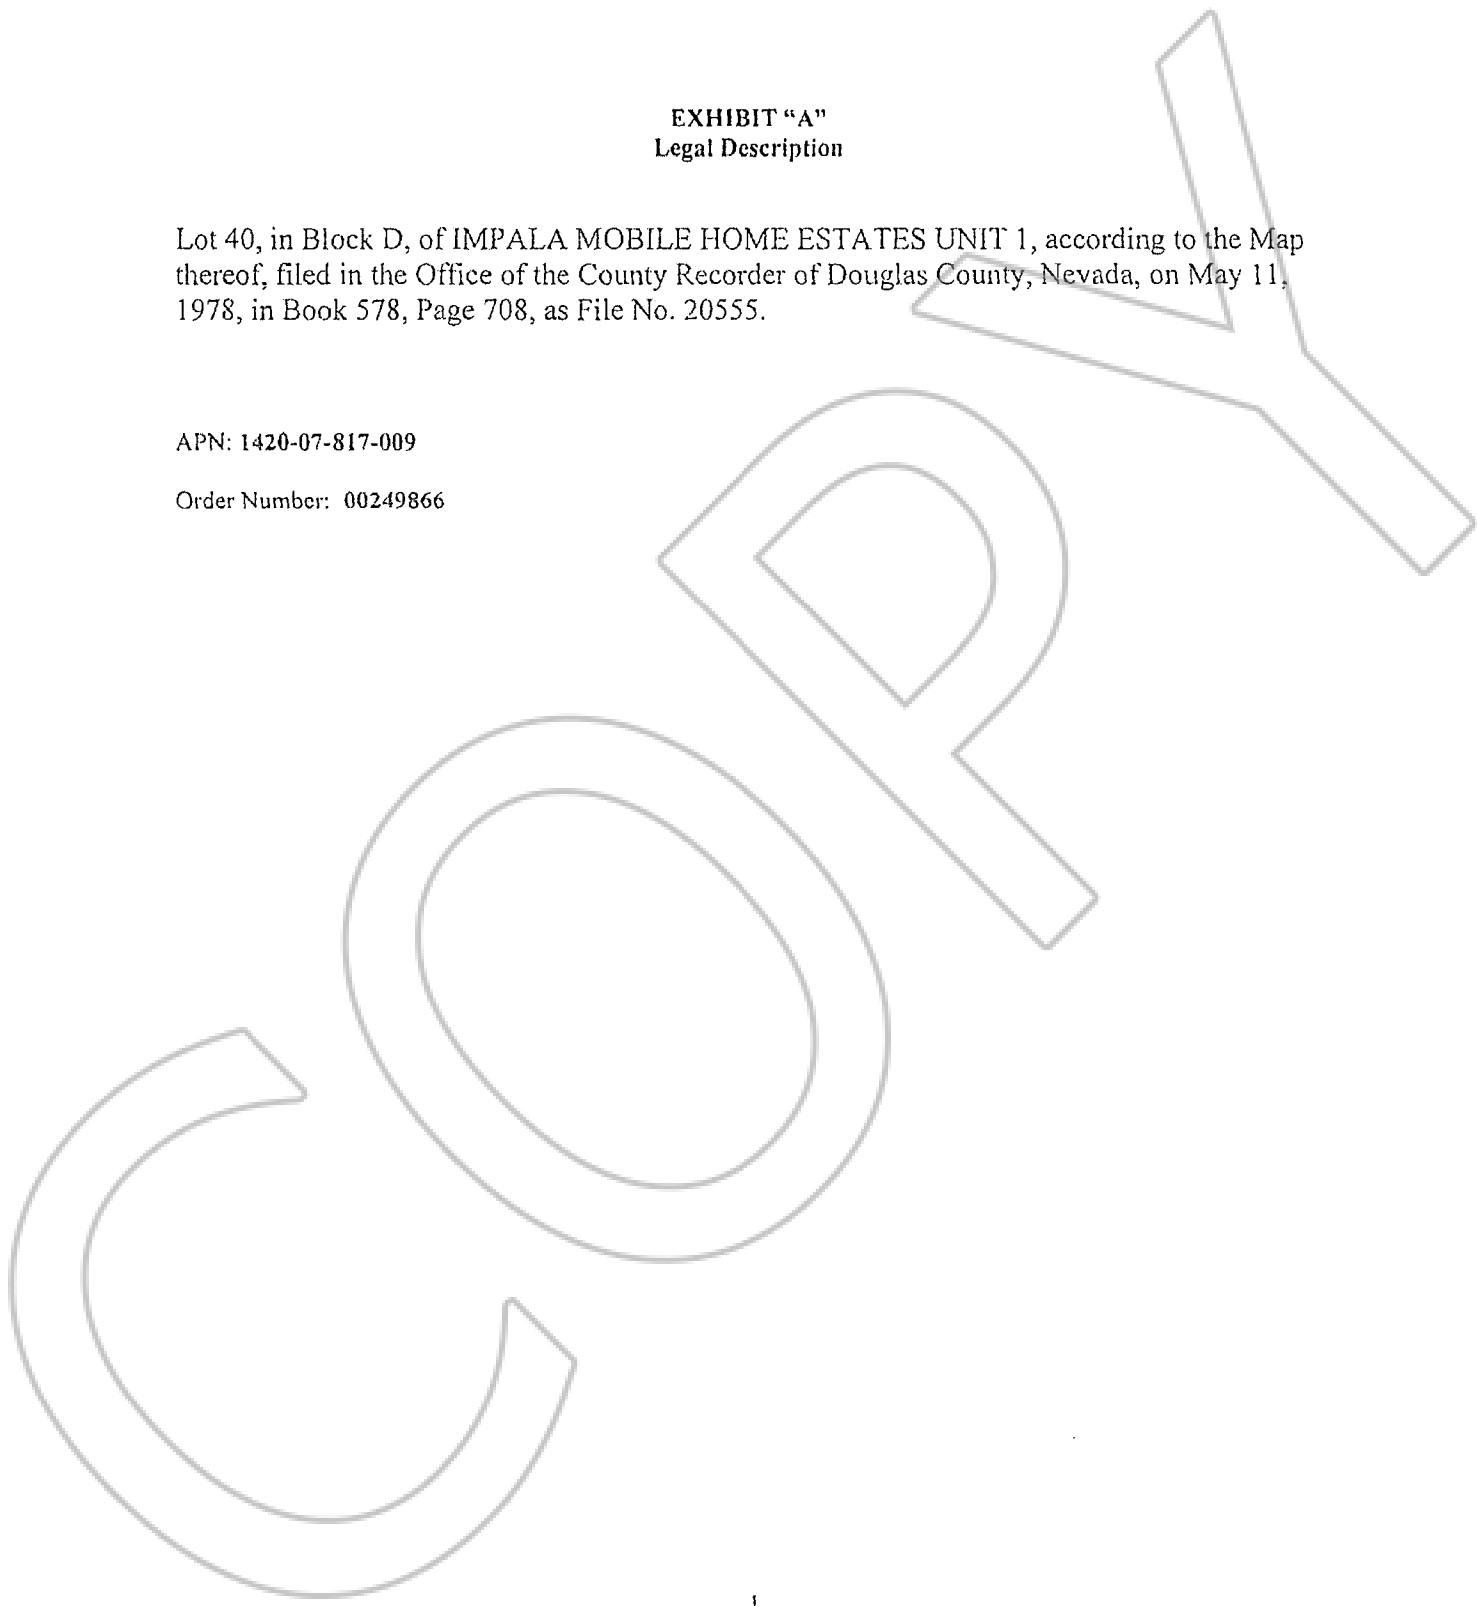 EXHIBIT “A”
Legal Description
Lot 40, in Block D, of IMPALA MOBILE HOME ESTATES UNIT 1, according to the Map
thereof, filed in the Office of the County Recorder of Douglas County, Nevada, on May 11,
1978, in Book 578, Page 708, as File No. 20555.
APN: 1420-07-817-009
Order Number: 00249866
COPY
1